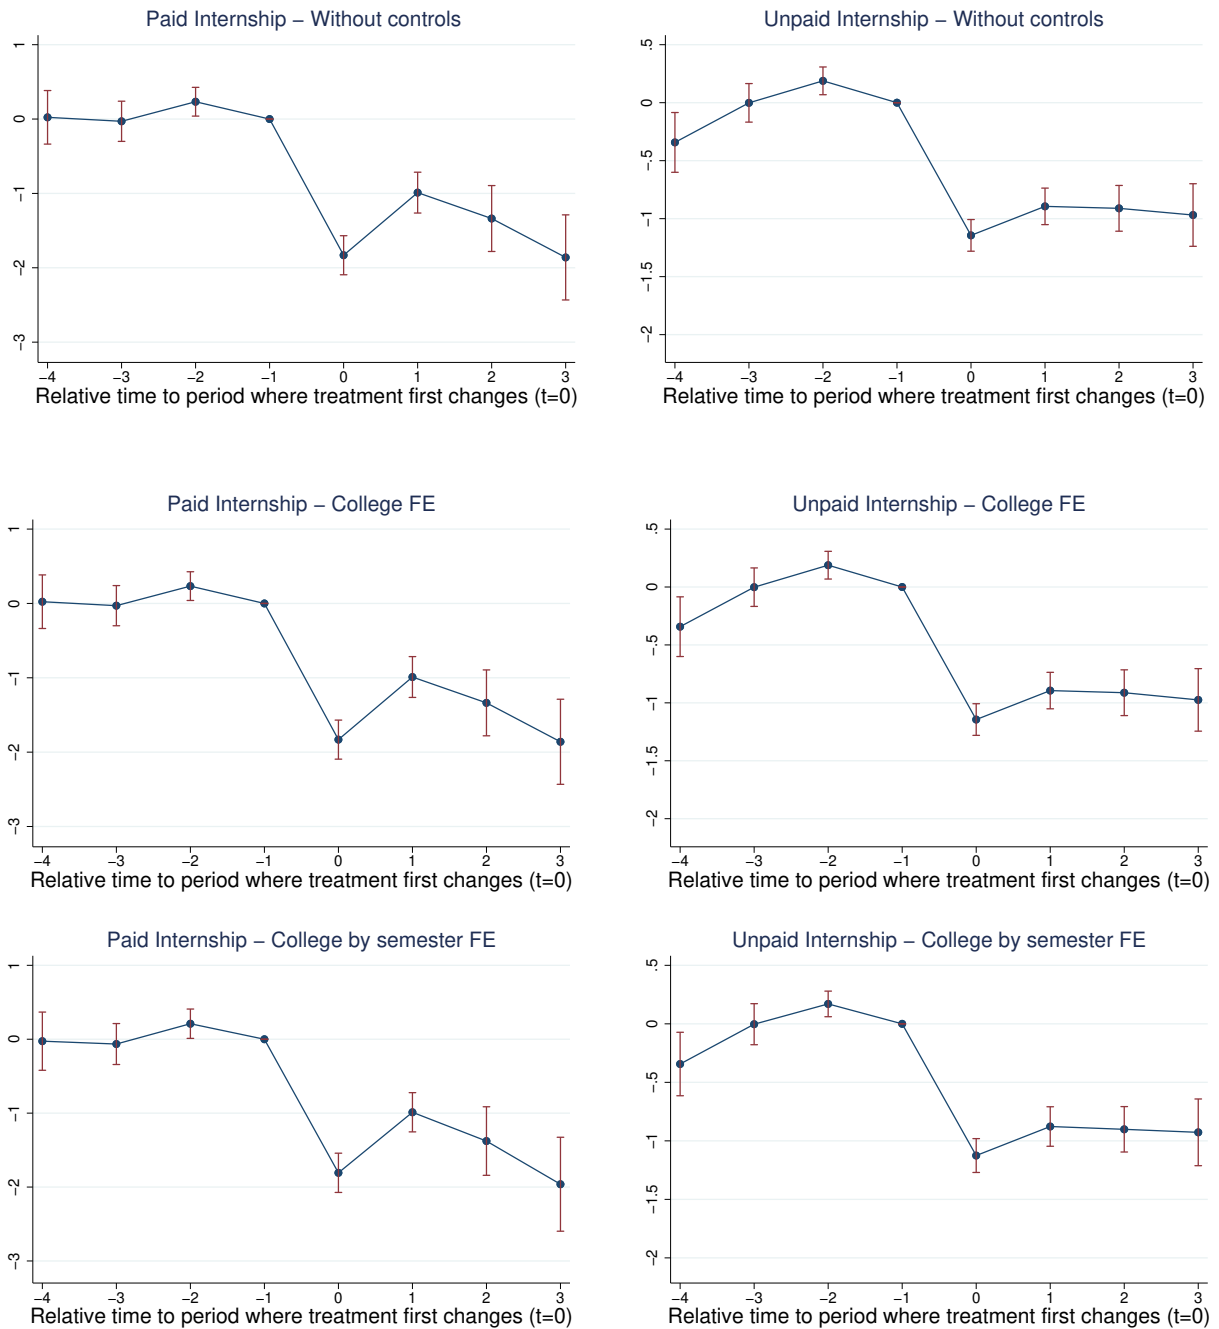 Paid Internship – Without controls
1
0
−1
−2
−3
−4 −3 −2 −1 0 1 2 3
Relative time to period where treatment first changes (t=0)
Unpaid Internship – Without controls
.5
0
−.5
−1
−1.5
−2
−4 −3 −2 −1 0 1 2 3
Relative time to period where treatment first changes (t=0)
Paid Internship – College FE
1
0
−1
−2
−3
−4 −3 −2 −1 0 1 2 3
Relative time to period where treatment first changes (t=0)
Unpaid Internship – College FE
.5
0
−.5
−1
−1.5
−2
−4 −3 −2 −1 0 1 2 3
Relative time to period where treatment first changes (t=0)
Paid Internship – College by semester FE
1
0
−1
−2
−3
−4 −3 −2 −1 0 1 2 3
Relative time to period where treatment first changes (t=0)
Unpaid Internship – College by semester FE
.5
0
−.5
−1
−1.5
−2
−4 −3 −2 −1 0 1 2 3
Relative time to period where treatment first changes (t=0)